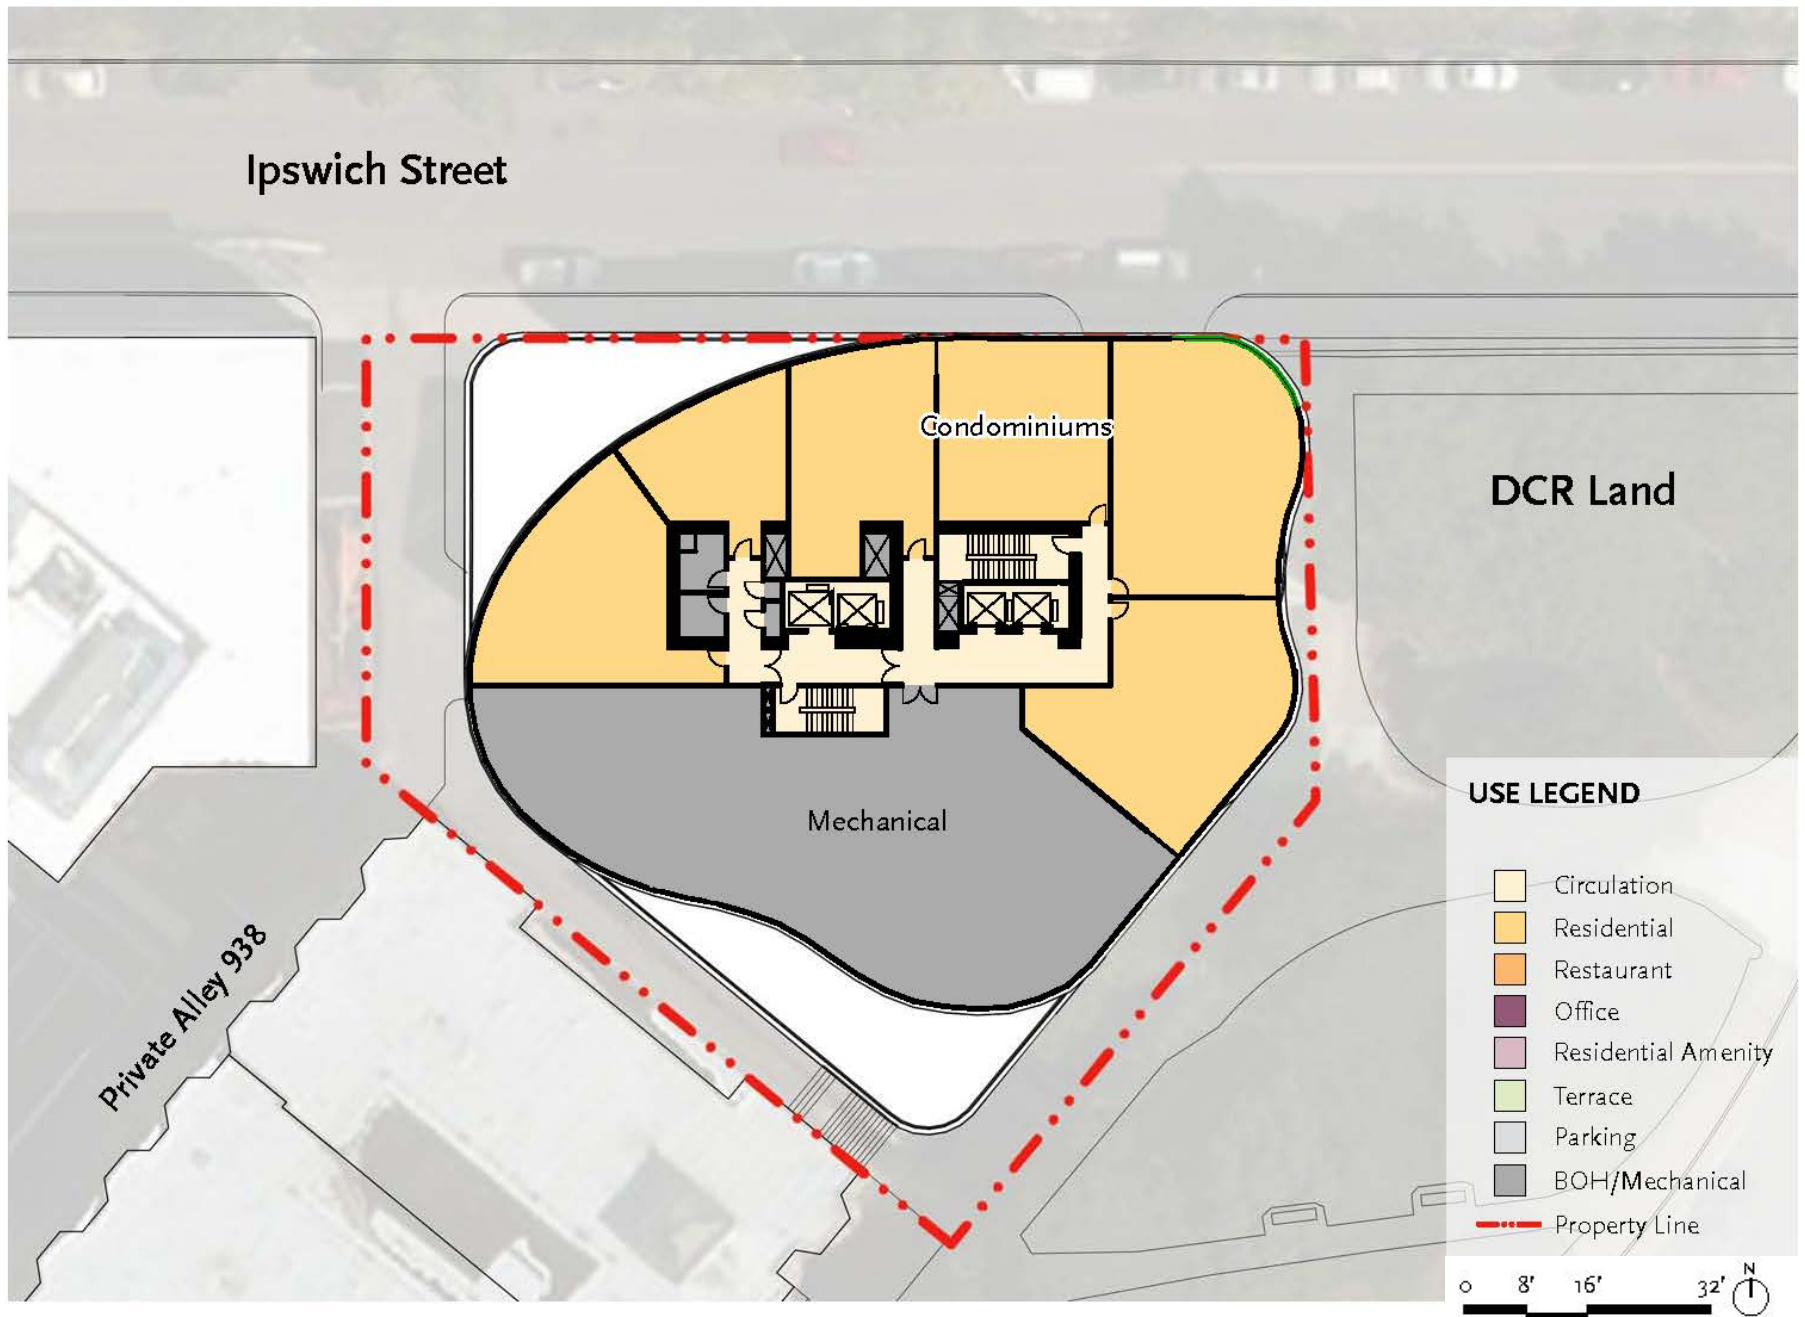 Ipswich Street
Condominiums
DCR Land
Mechanical
Private Alley 938
USE LEGEND
Circulation
Residential
Restaurant
Office
Residential Amenity
Terrace
Parking
BOH/Mechanical
Property Line
0 8' 16' 32' N